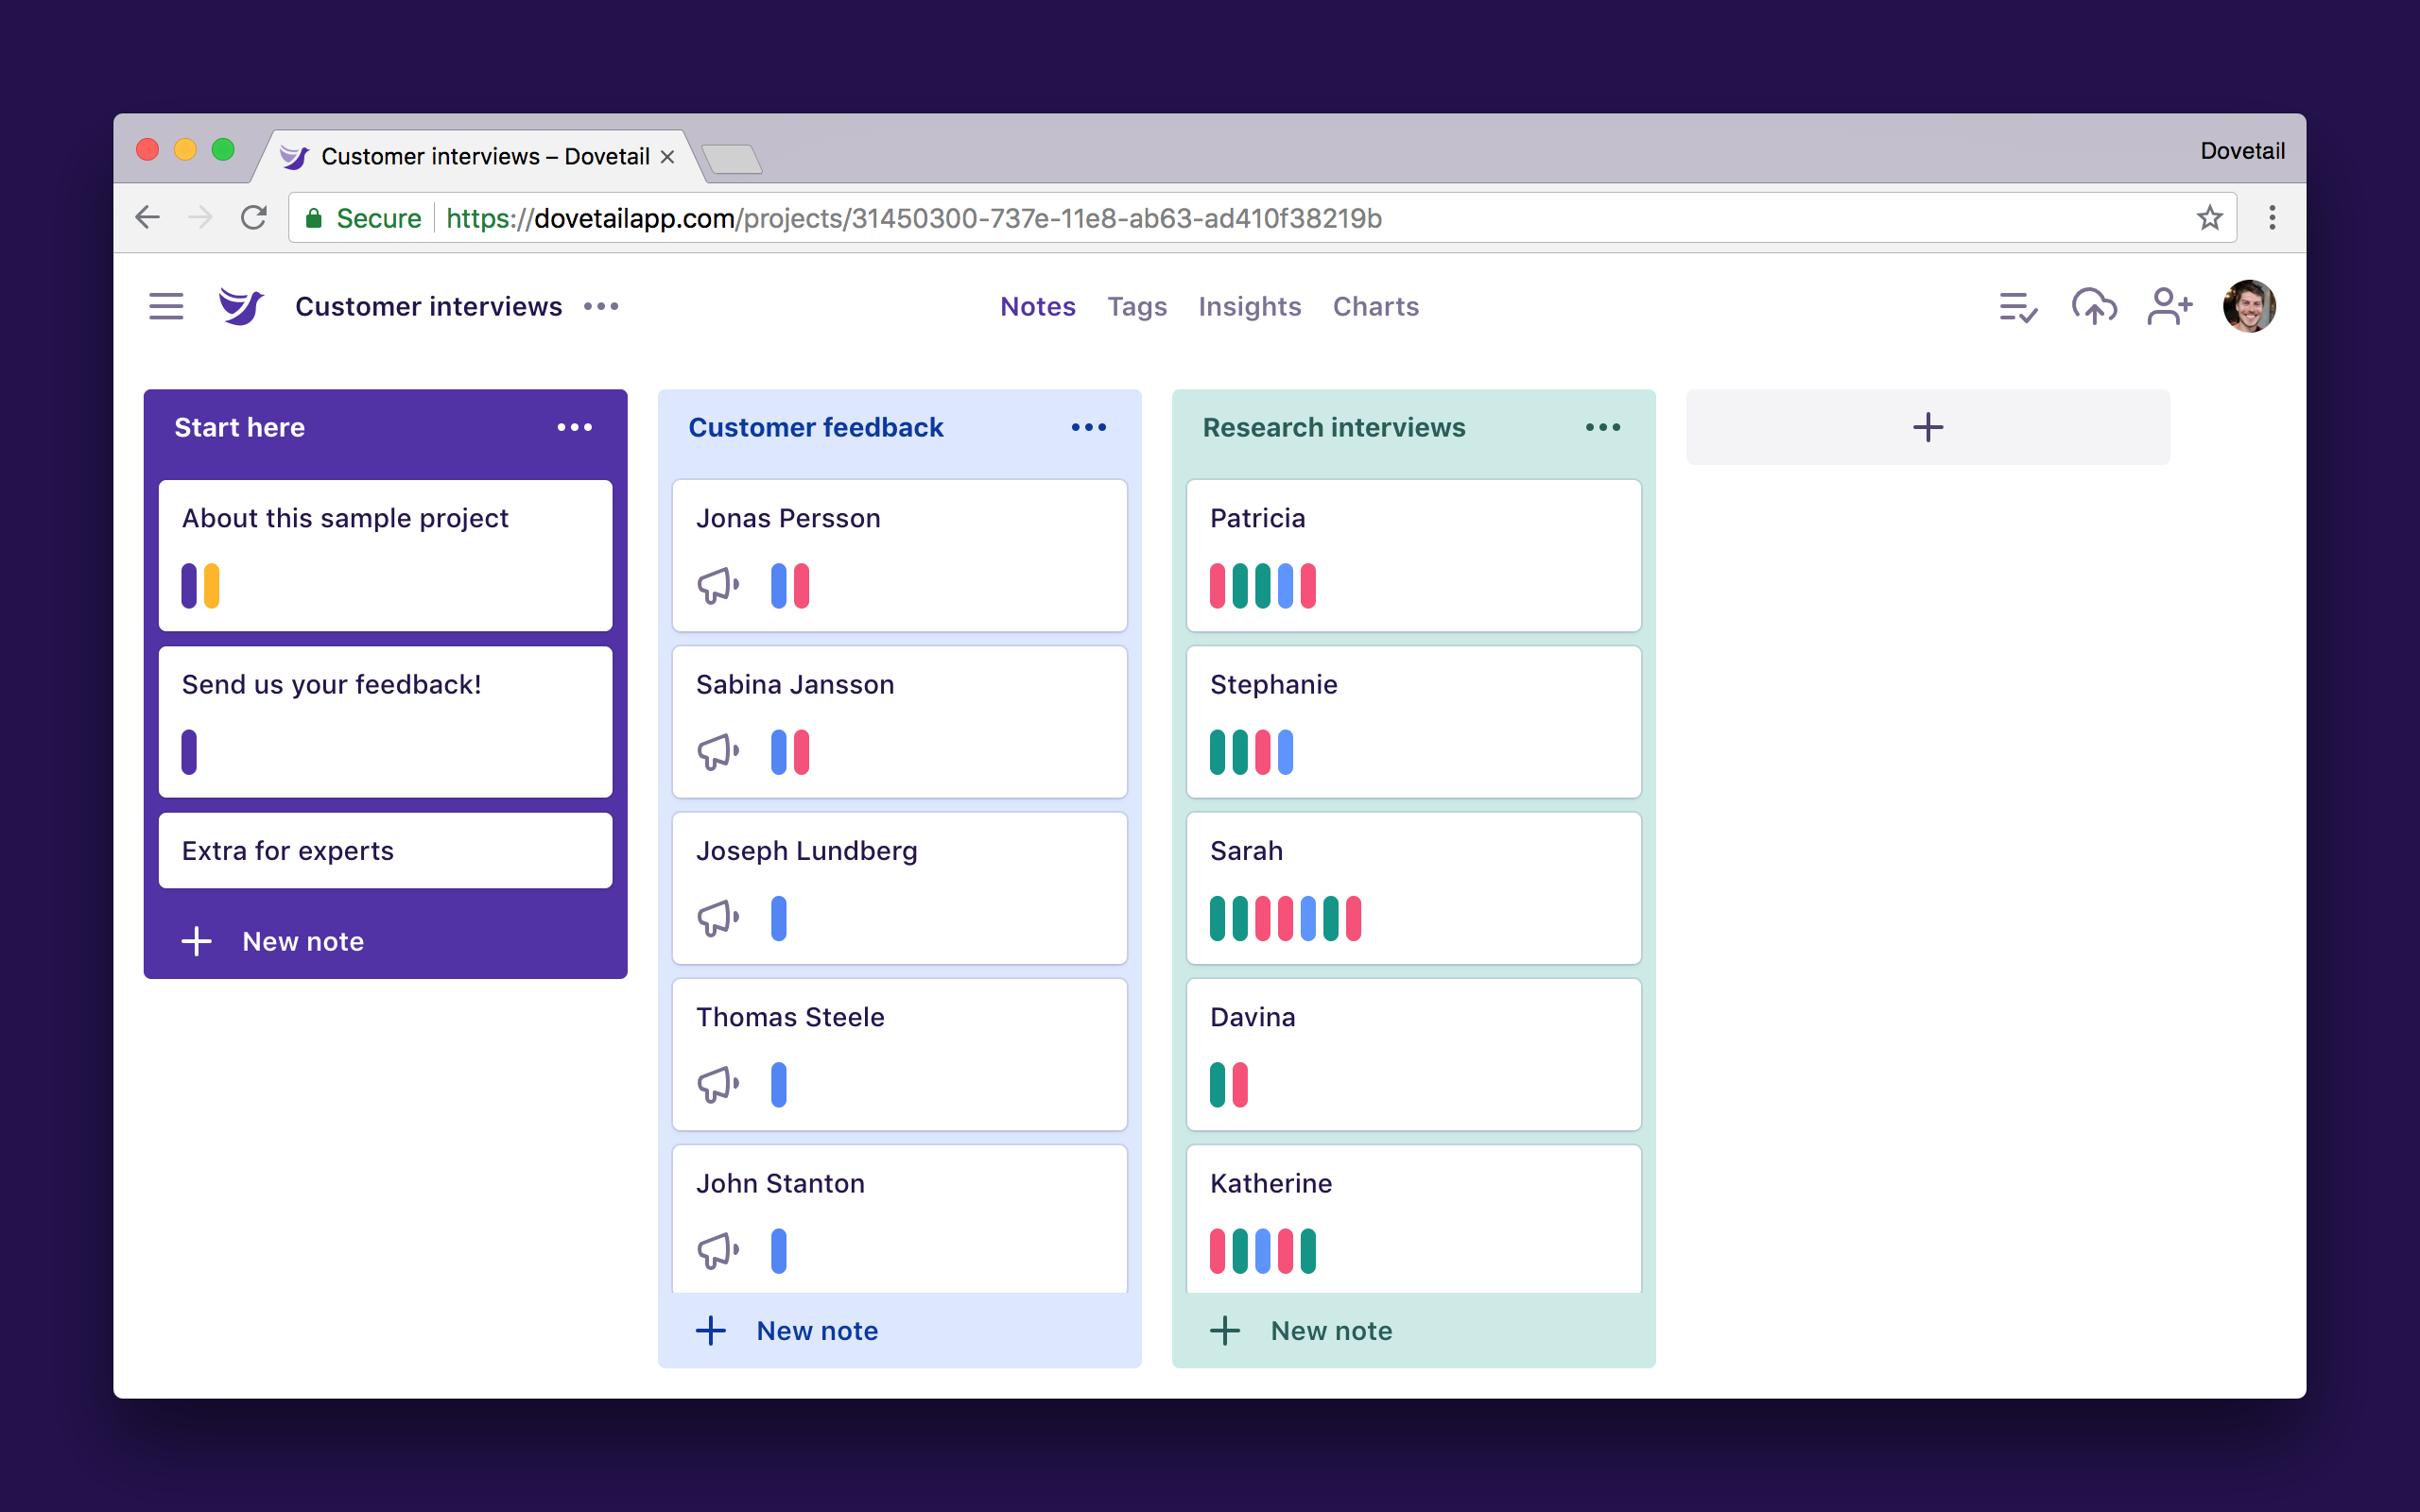 Customer interviews – Dovetail
Dovetail
Secure https://dovetailapp.com/projects/31450300-737e-11e8-ab63-ad410f38219b
Customer interviews
Notes Tags Insights Charts
Start here
About this sample project
Send us your feedback!
Extra for experts
New note
Customer feedback
Jonas Persson
Sabina Jansson
Joseph Lundberg
Thomas Steele
John Stanton
New note
Research interviews
Patricia
Stephanie
Sarah
Davina
Katherine
New note